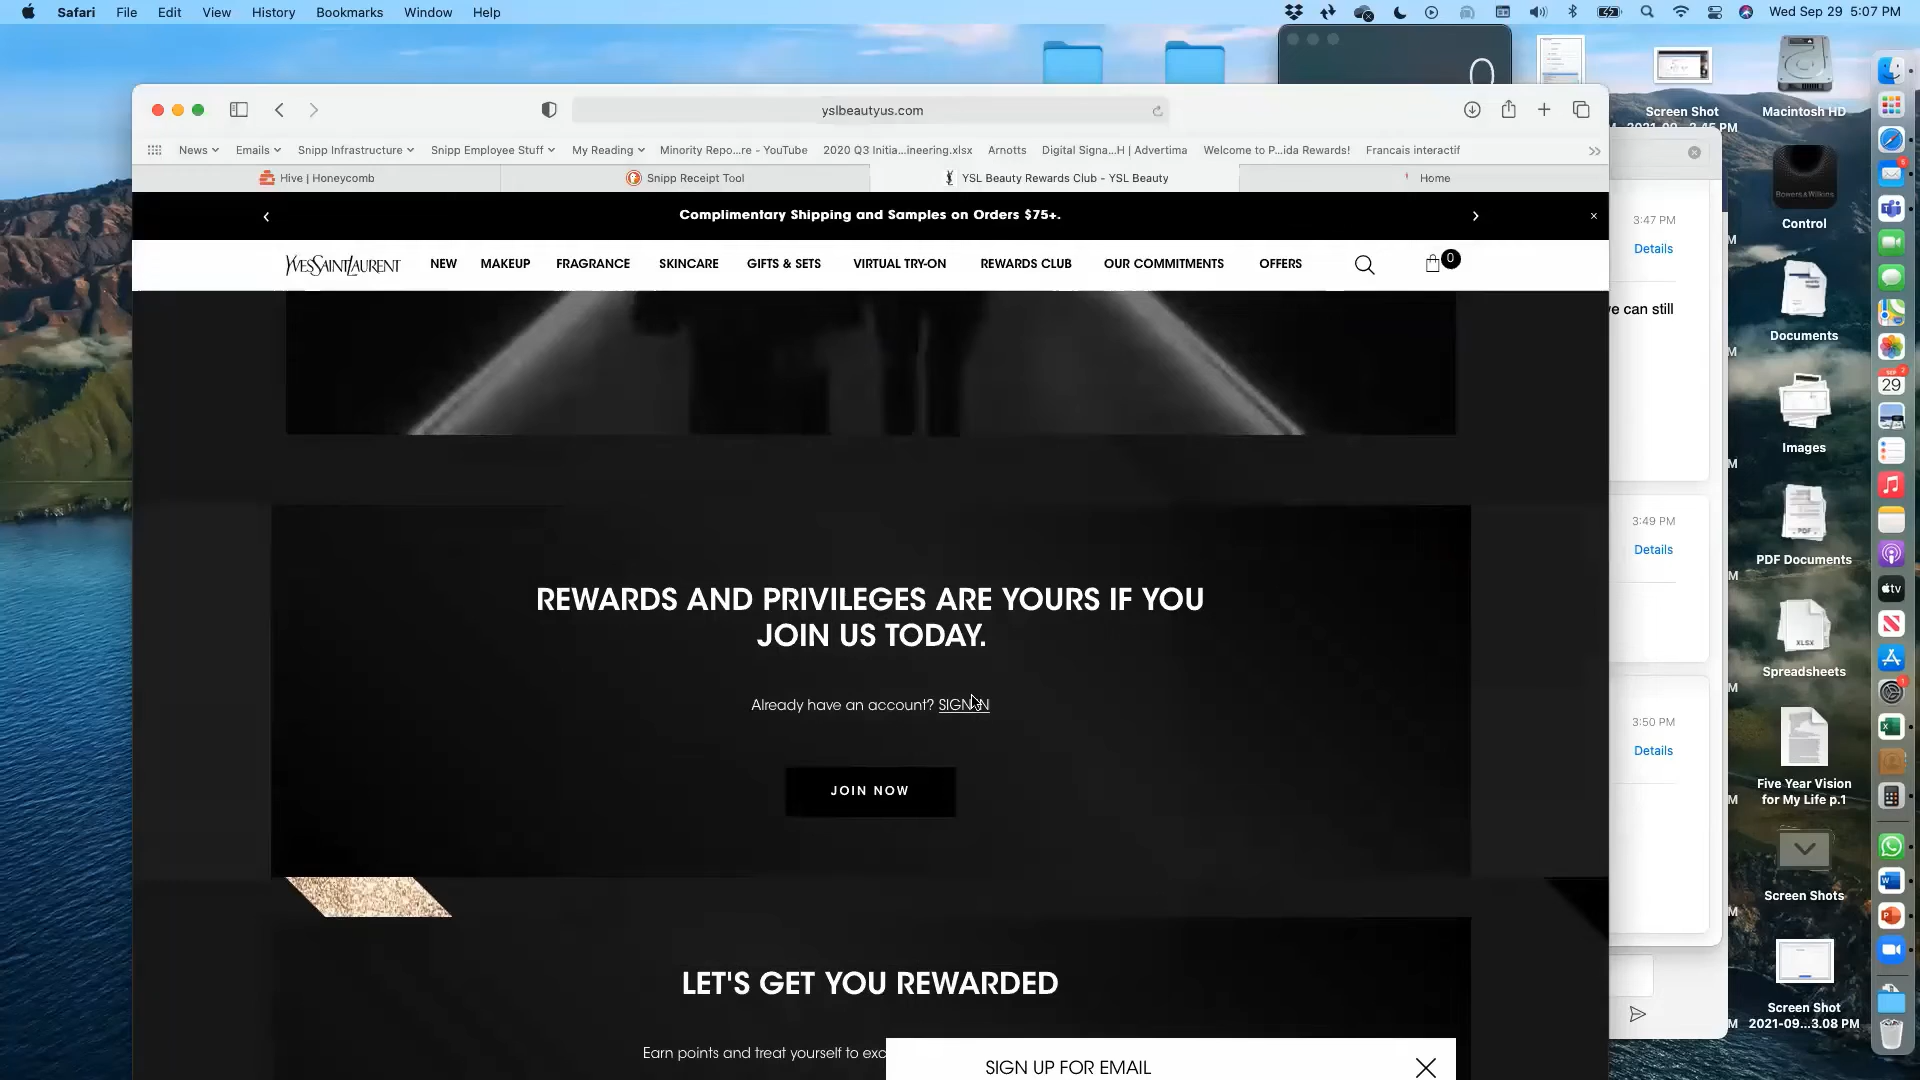 Safari File Edit View History Bookmarks Window Help
Wed Sep 29 5:07 PM
yslbeautyus.com
News Emails Snipp Infrastructure Snipp Employee Stuff My Reading Minority Repo...re - YouTube 2020 Q3 Initia...ineering.xlsx Arnotts Digital Signa...H | Advertima Welcome to P...ida Rewards! Francais interactif
Hive | Honeycomb
Snipp Receipt Tool
YSL Beauty Rewards Club - YSL Beauty
Home
Complimentary Shipping and Samples on Orders $75+.
YVESSAINTLAURENT NEW MAKEUP FRAGRANCE SKINCARE GIFTS & SETS VIRTUAL TRY-ON REWARDS CLUB OUR COMMITMENTS OFFERS 0
REWARDS AND PRIVILEGES ARE YOURS IF YOU
JOIN US TODAY.
Already have an account? SIGN IN
JOIN NOW
LET'S GET YOU REWARDED
Earn points and treat yourself to exc
SIGN UP FOR EMAIL
0
3:47 PM
Details
e can still
3:49 PM
Details
3:50 PM
Details
Screen Shot
Macintosh HD
Bowers & Wilkins
Control
Documents
Images
PDF
PDF Documents
XLSX
Spreadsheets
Five Year Vision
for My Life p.1
Screen Shots
Screen Shot
2021-09...3.08 PM
SEP
29
tv